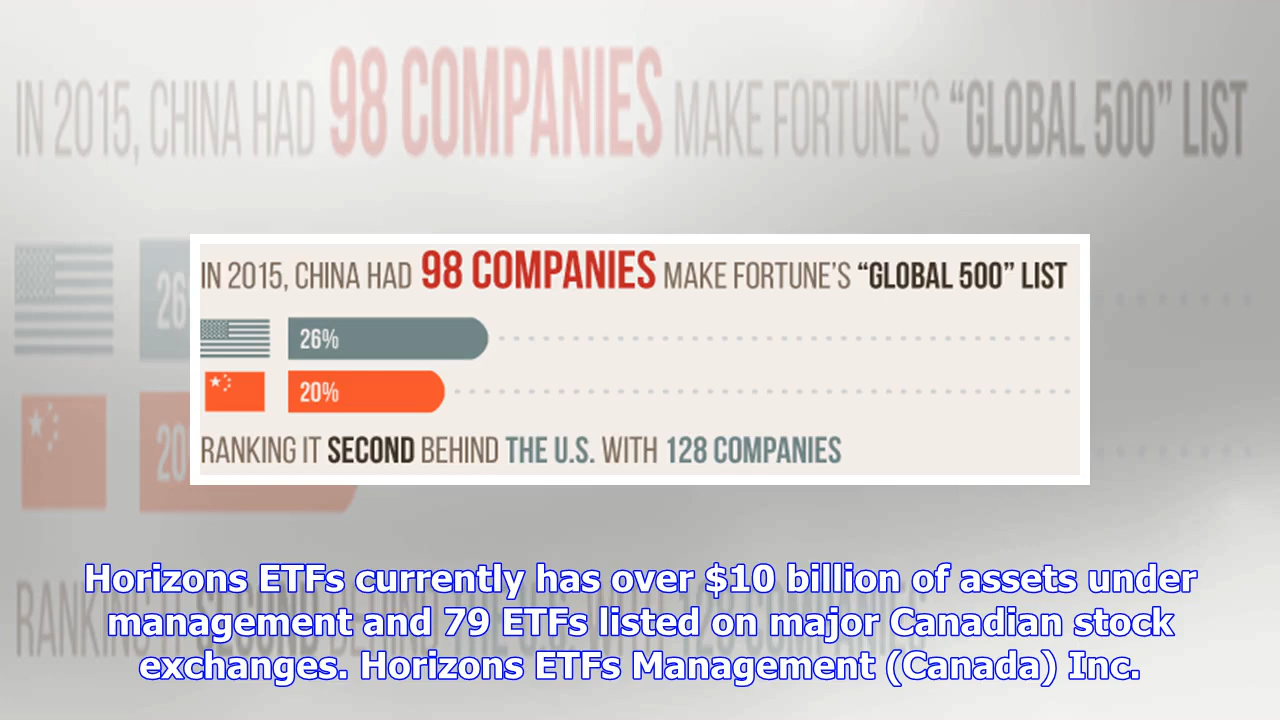 IN 2015, CHINA HAD 98 COMPANIES MAKE FORTUNE'S “GLOBAL 500” LIST
IN 2015, CHINA HAD 98 COMPANIES MAKE FORTUNE'S “GLOBAL 500” LIST
26
26%
20
20%
RANKING IT SECOND BEHIND THE U.S. WITH 128 COMPANIES
Horizons ETFs currently has over $10 billion of assets under
management and 79 ETFs listed on major Canadian stock
exchanges. Horizons ETFs Management (Canada) Inc.